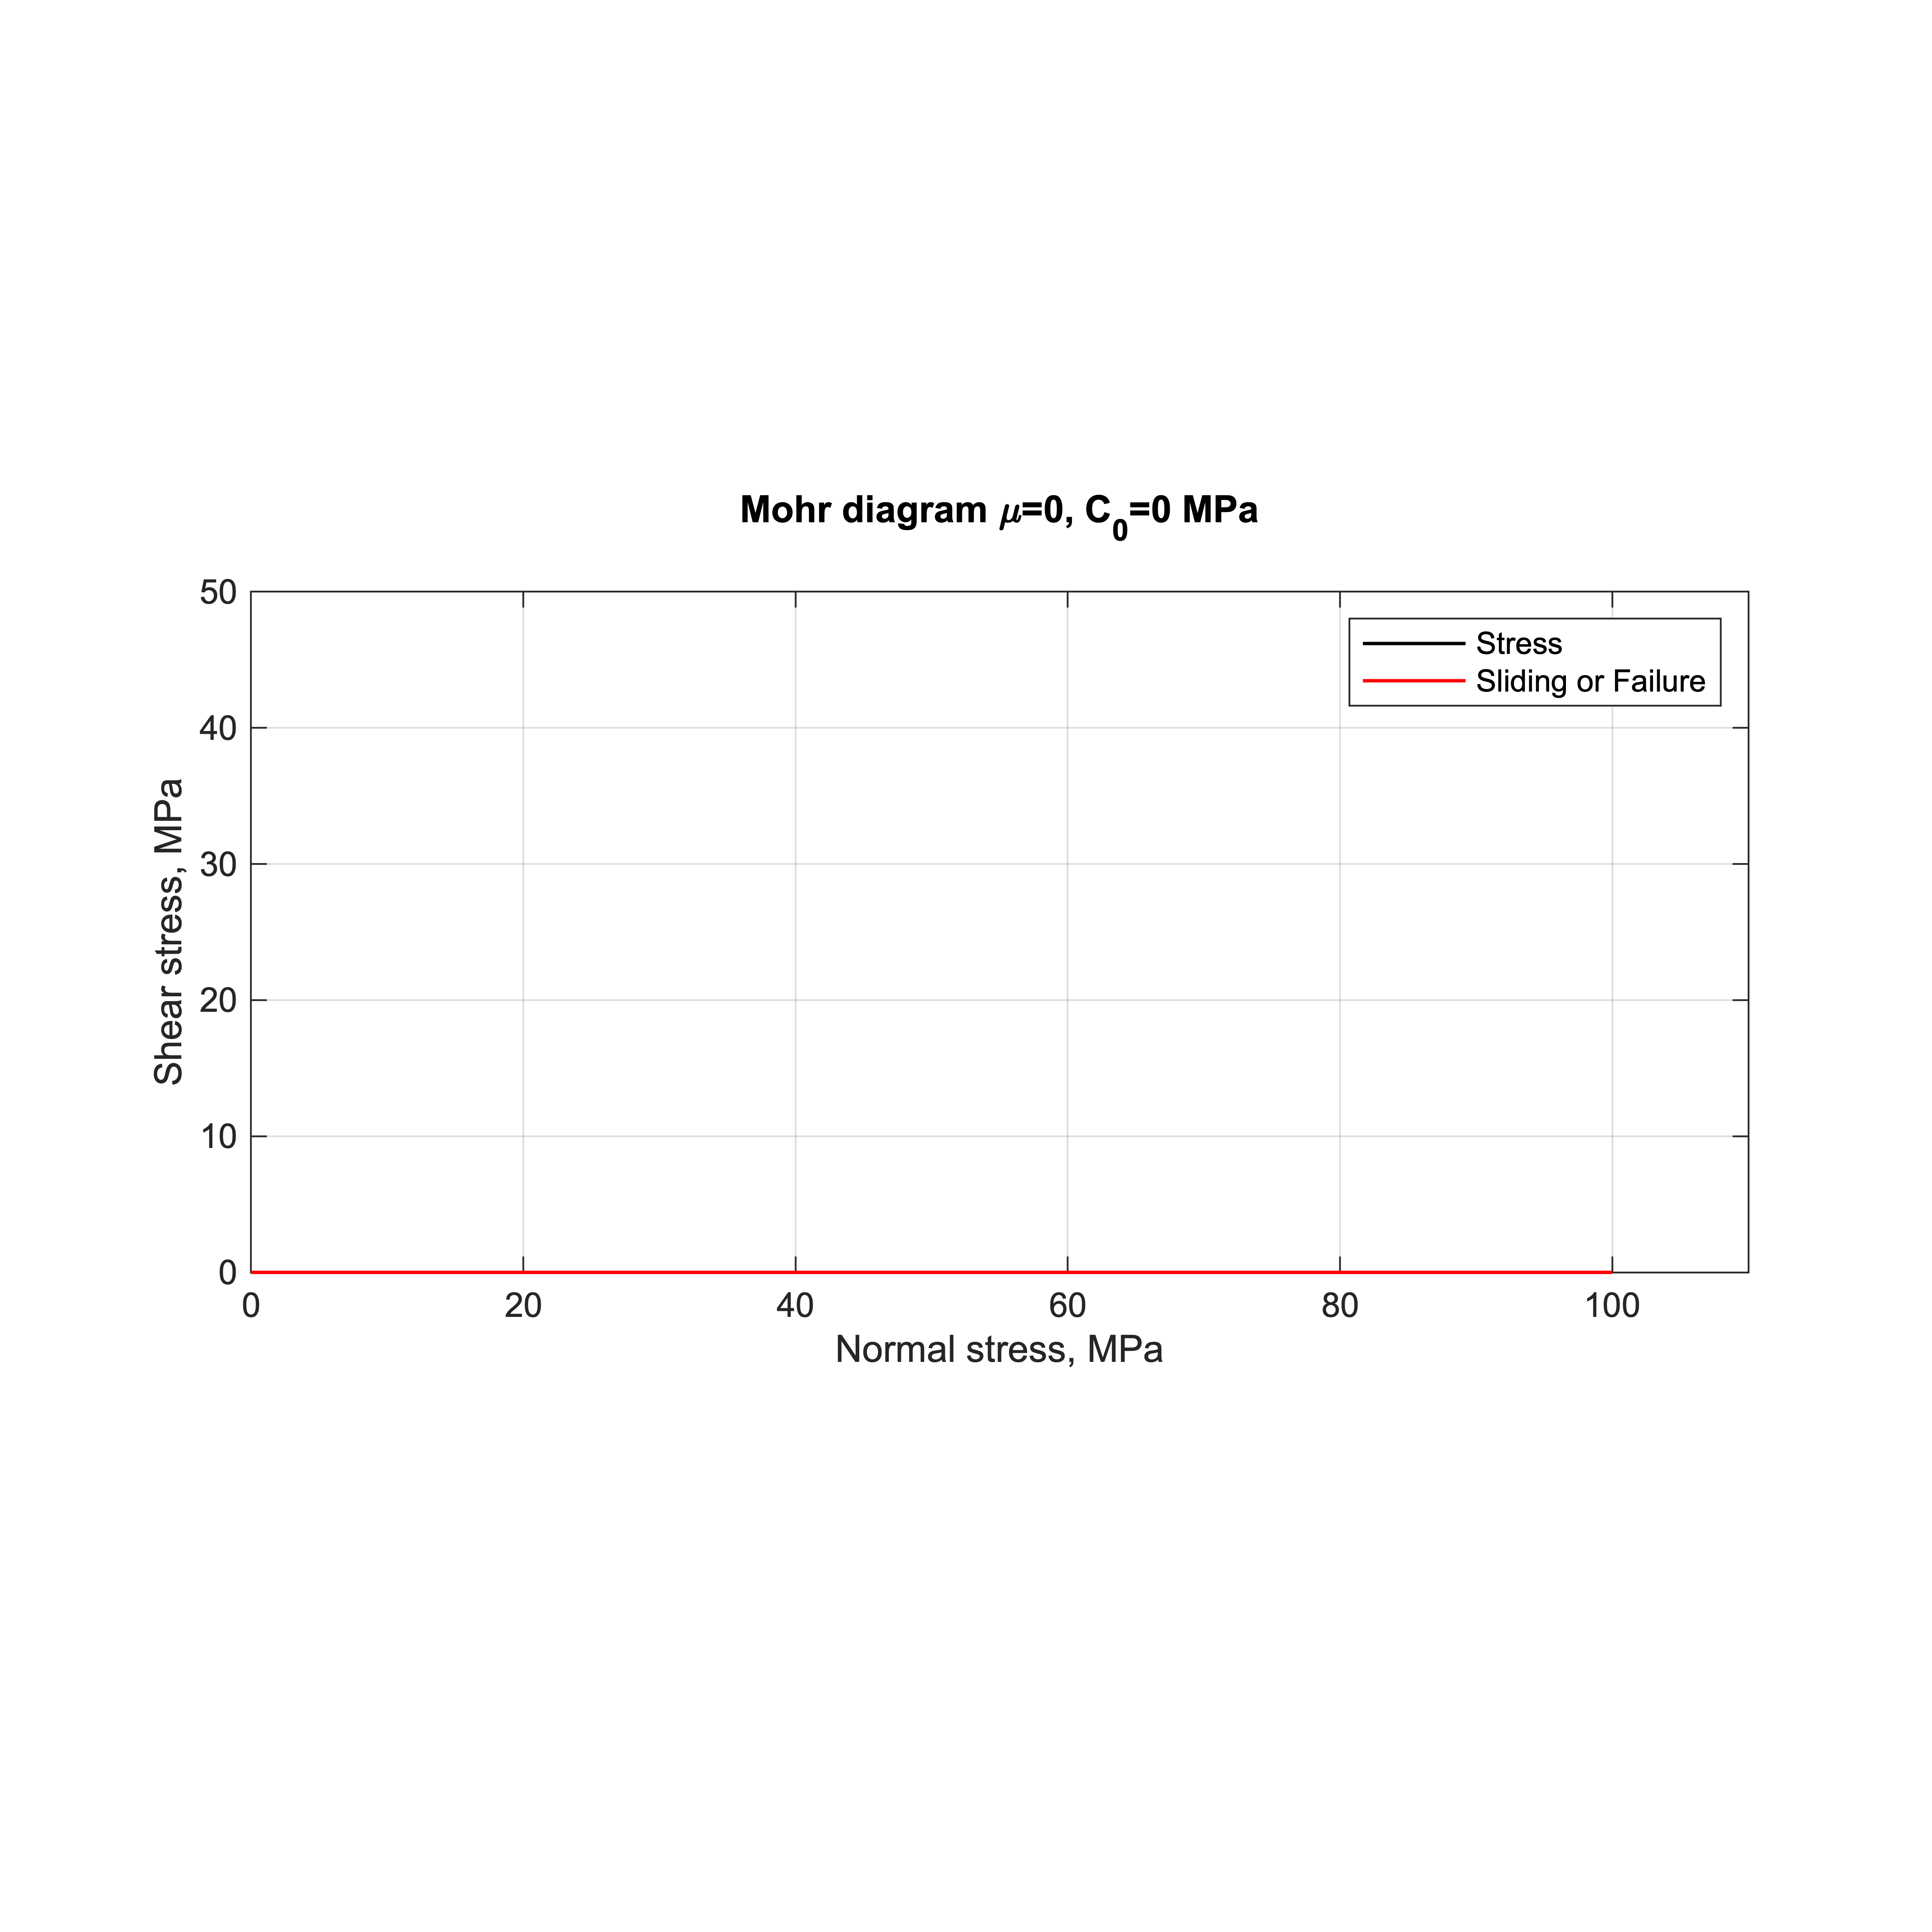 Mohr diagram μ=0, C₀=0 MPa
50
Stress
Sliding or Failure
40
30
20
10
0
Shear stress, MPa
0 20 40 60 80 100
Normal stress, MPa